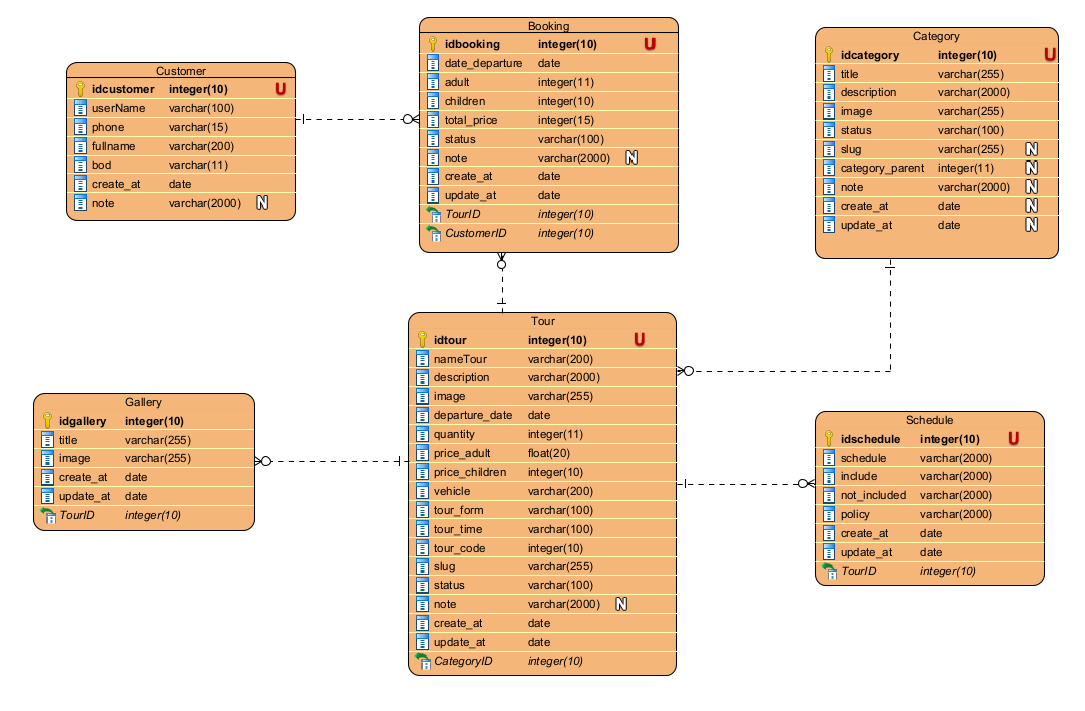 Customer
idcustomer integer(10) U
userName varchar(100)
phone varchar(15)
fullname varchar(200)
bod varchar(11)
create_at date
note varchar(2000) N
Booking
idbooking integer(10) U
date_departure date
adult integer(11)
children integer(10)
total_price integer(15)
status varchar(100)
note varchar(2000) N
create_at date
update_at date
TourID integer(10)
CustomerID integer(10)
Category
idcategory integer(10) U
title varchar(255)
description varchar(2000)
image varchar(255)
status varchar(100)
slug varchar(255) N
category_parent integer(11) N
note varchar(2000) N
create_at date N
update_at date N
Gallery
idgallery integer(10)
title varchar(255)
image varchar(255)
create_at date
update_at date
TourID integer(10)
Tour
idtour integer(10) U
nameTour varchar(200)
description varchar(2000)
image varchar(255)
departure_date date
quantity integer(11)
price_adult float(20)
price_children integer(10)
vehicle varchar(200)
tour_form varchar(100)
tour_time varchar(100)
tour_code integer(10)
slug varchar(255)
status varchar(100)
note varchar(2000) N
create_at date
update_at date
CategoryID integer(10)
Schedule
idschedule integer(10) U
schedule varchar(2000)
include varchar(2000)
not_included varchar(2000)
policy varchar(2000)
create_at date
update_at date
TourID integer(10)